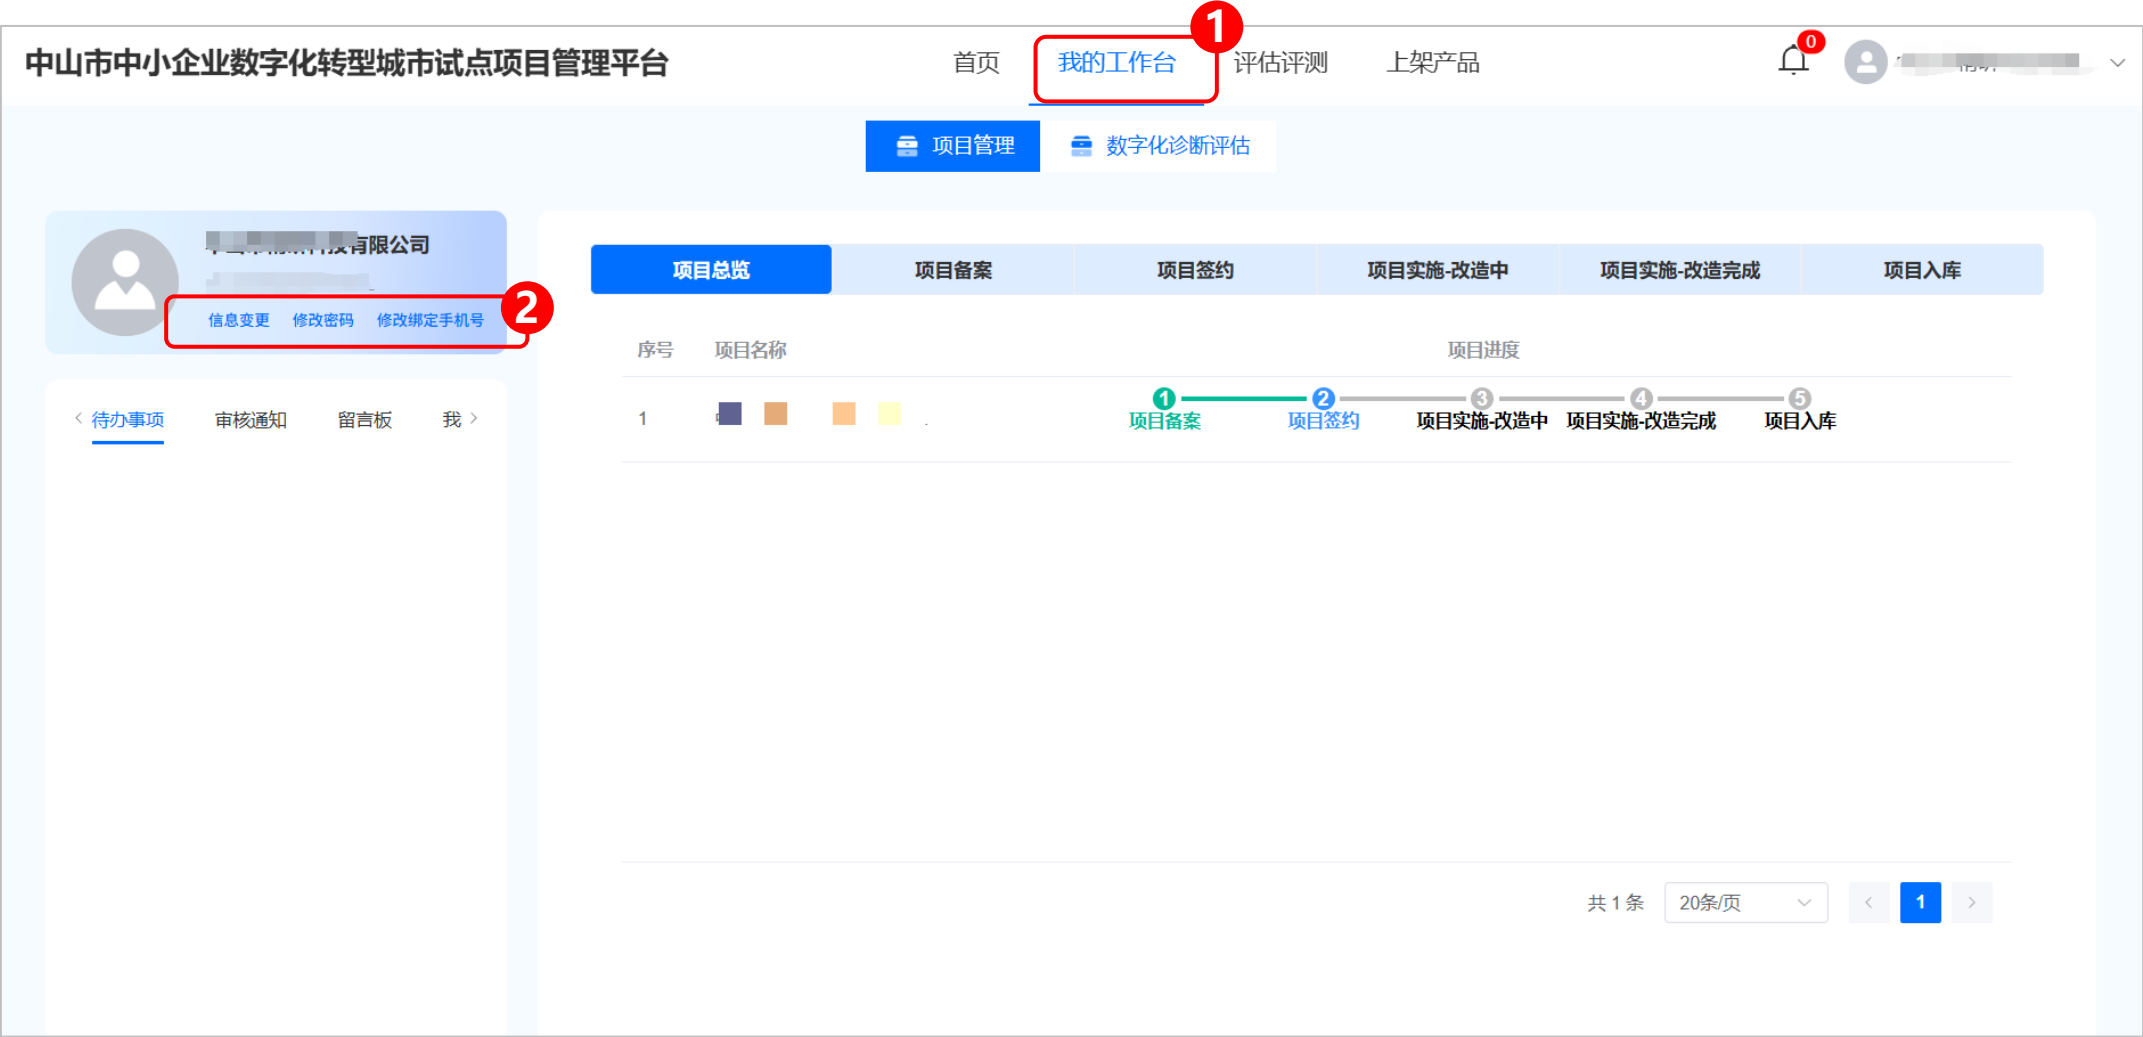 1
中山市中小企业数字化转型城市试点项目管理平台 首页 我的工作台 评估评测 上架产品 0
项目管理 数字化诊断评估
有限公司
信息变更 修改密码 修改绑定手机号 2
待办事项 审核通知 留言板 我
项目总览 项目备案 项目签约 项目实施-改造中 项目实施-改造完成 项目入库
序号 项目名称 项目进度
1 1 2 3 4 5
项目备案 项目签约 项目实施-改造中 项目实施-改造完成 项目入库
共 1 条 20条/页 1